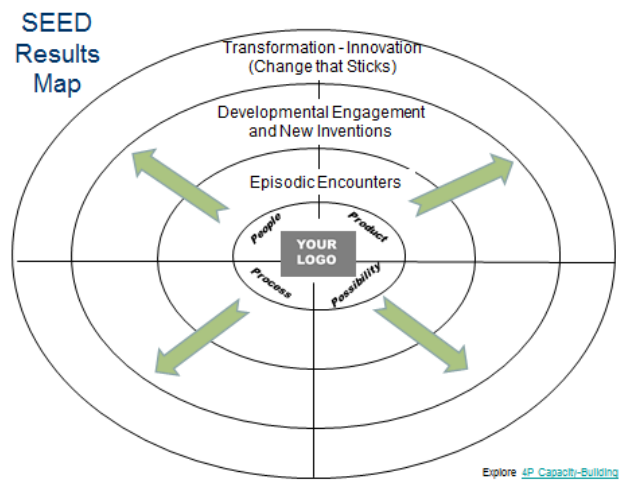 SEED
Results
Map
Transformation - Innovation
(Change that Sticks)
Developmental Engagement
and New Inventions
Episodic Encounters
People
Product
YOUR
LOGO
Process
Possibility
Explore 4P Capacity-Building